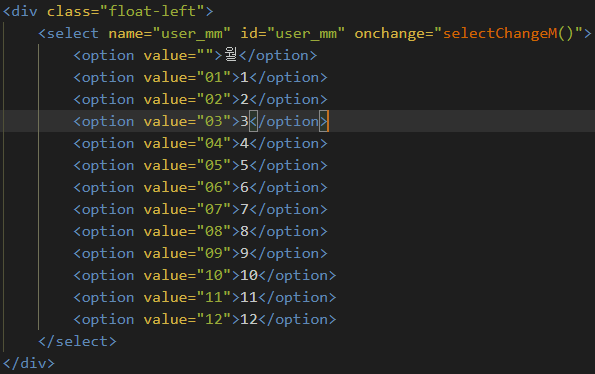 <div class="float-left">
<select name="user_mm" id="user_mm" onchange="selectChangeM()">
<option value="">월</option>
<option value="01">1</option>
<option value="02">2</option>
<option value="03">3</option>
<option value="04">4</option>
<option value="05">5</option>
<option value="06">6</option>
<option value="07">7</option>
<option value="08">8</option>
<option value="09">9</option>
<option value="10">10</option>
<option value="11">11</option>
<option value="12">12</option>
</select>
</div>